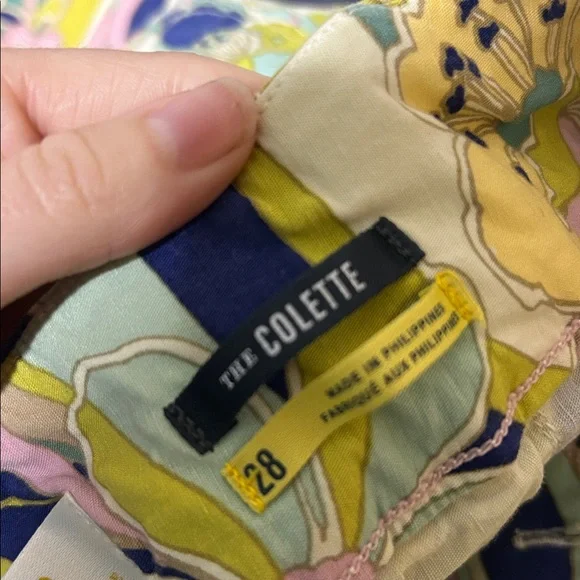 THE COLETTE
MADE IN PHILIPPINES
FABRIQUÉ AUX PHILIPPINES
28